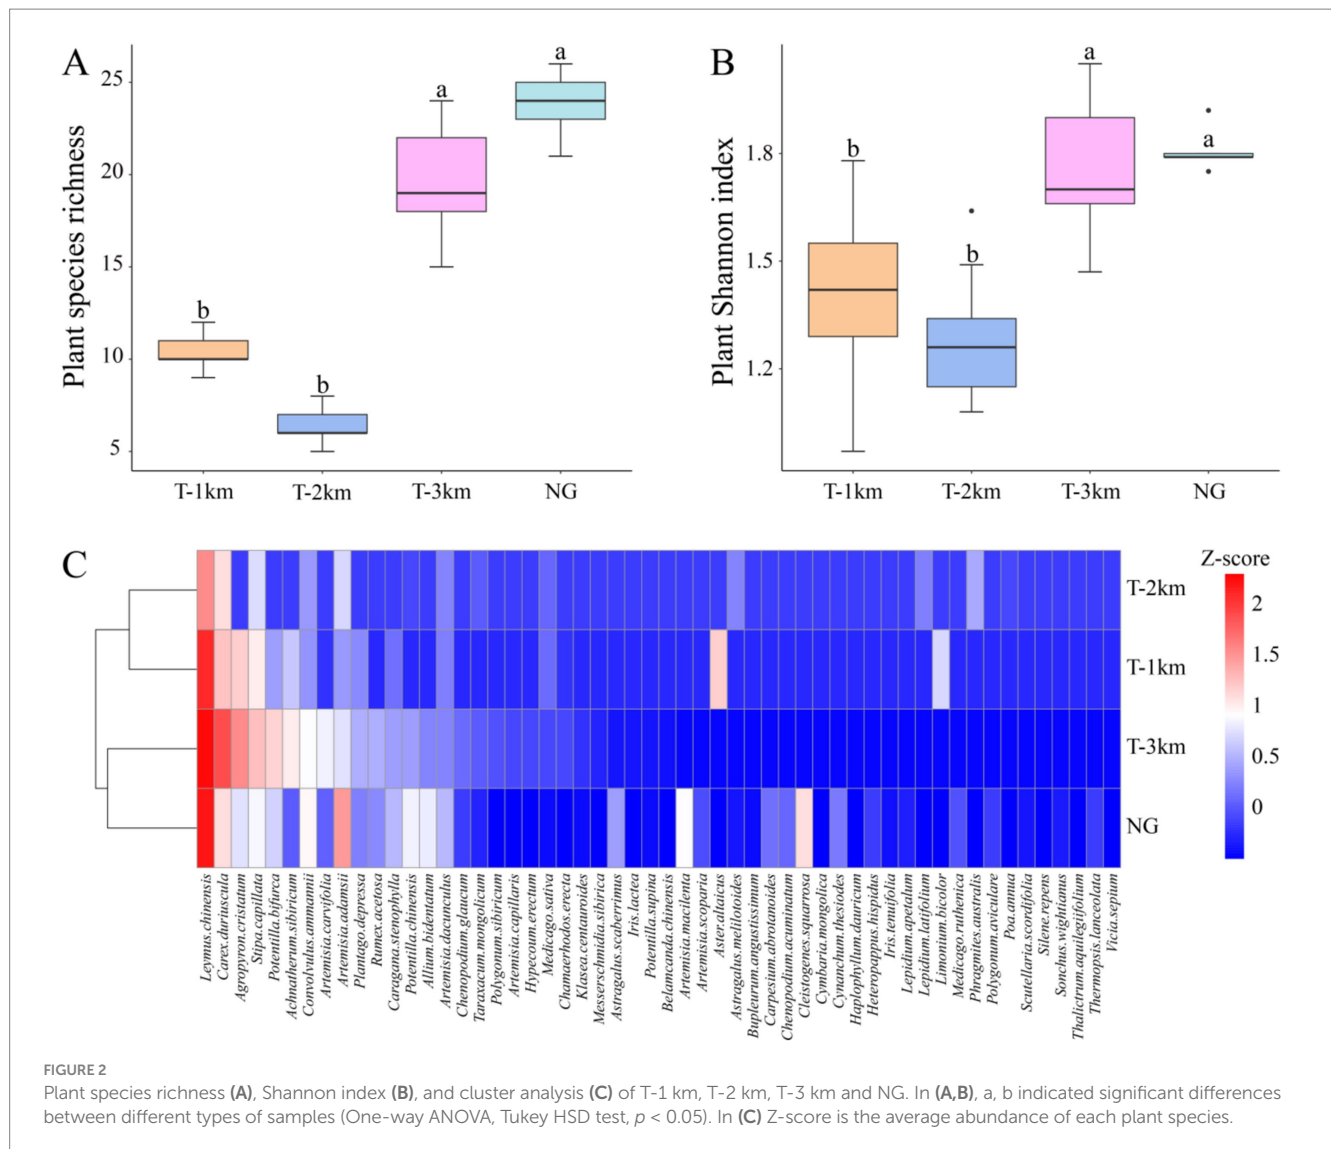 A
Plant species richness
25
20
15
10
5
b
b
a
a
T-1km
T-2km
T-3km
NG
B
Plant Shannon index
1.8
1.5
1.2
b
b
a
a
T-1km
T-2km
T-3km
NG
C
T-2km
T-1km
T-3km
NG
Z-score
2
1.5
1
0.5
0
Leymus.chinensis
Carex.duriuscula
Agropyron.cristatum
Stipa.capillata
Potentilla.bifurca
Achnatherum.sibiricum
Convolvulus.ammannii
Artemisia.carvifolia
Artemisia.adamsii
Plantago.depressa
Rumex.acetosa
Caragana.stenophylla
Potentilla.chinensis
Allium.bidentatum
Artemisia.dacunculus
Chenopodium.glaucum
Taraxacum.mongolicum
Polygonum.sibiricum
Artemisia.capillaris
Hypecoum.erectum
Medicago.sativa
Chamaerhodos.erecta
Klasea.centauroides
Messerschmidia.sibirica
Astragalus.scaberrimus
Iris.lactea
Potentilla.supina
Belamcanda.chinensis
Artemisia.macilenta
Artemisia.scoparia
Aster.altaicus
Astragalus.melilotoides
Bupleurum.angustissimum
Carpesium.abrotanoides
Chenopodium.acuminatum
Cleistogenes.squarrosa
Cymbaria.mongolica
Cynanchum.thesiodes
Haplophyllum.dauricum
Heteropappus.hispidus
Iris.tenuifolia
Lepidium.apetalum
Lepidium.latifolium
Limonium.bicolor
Medicago.ruthenica
Phragmites.australis
Polygonum.aviculare
Poa.annua
Scutellaria.scordifolia
Silene.repens
Sonchus.wightianus
Thalictrum.aquilegiifolium
Thermopsis.lanceolata
Vicia.sepium
FIGURE 2
Plant species richness (A), Shannon index (B), and cluster analysis (C) of T-1 km, T-2 km, T-3 km and NG. In (A,B), a, b indicated significant differences
between different types of samples (One-way ANOVA, Tukey HSD test, p < 0.05). In (C) Z-score is the average abundance of each plant species.